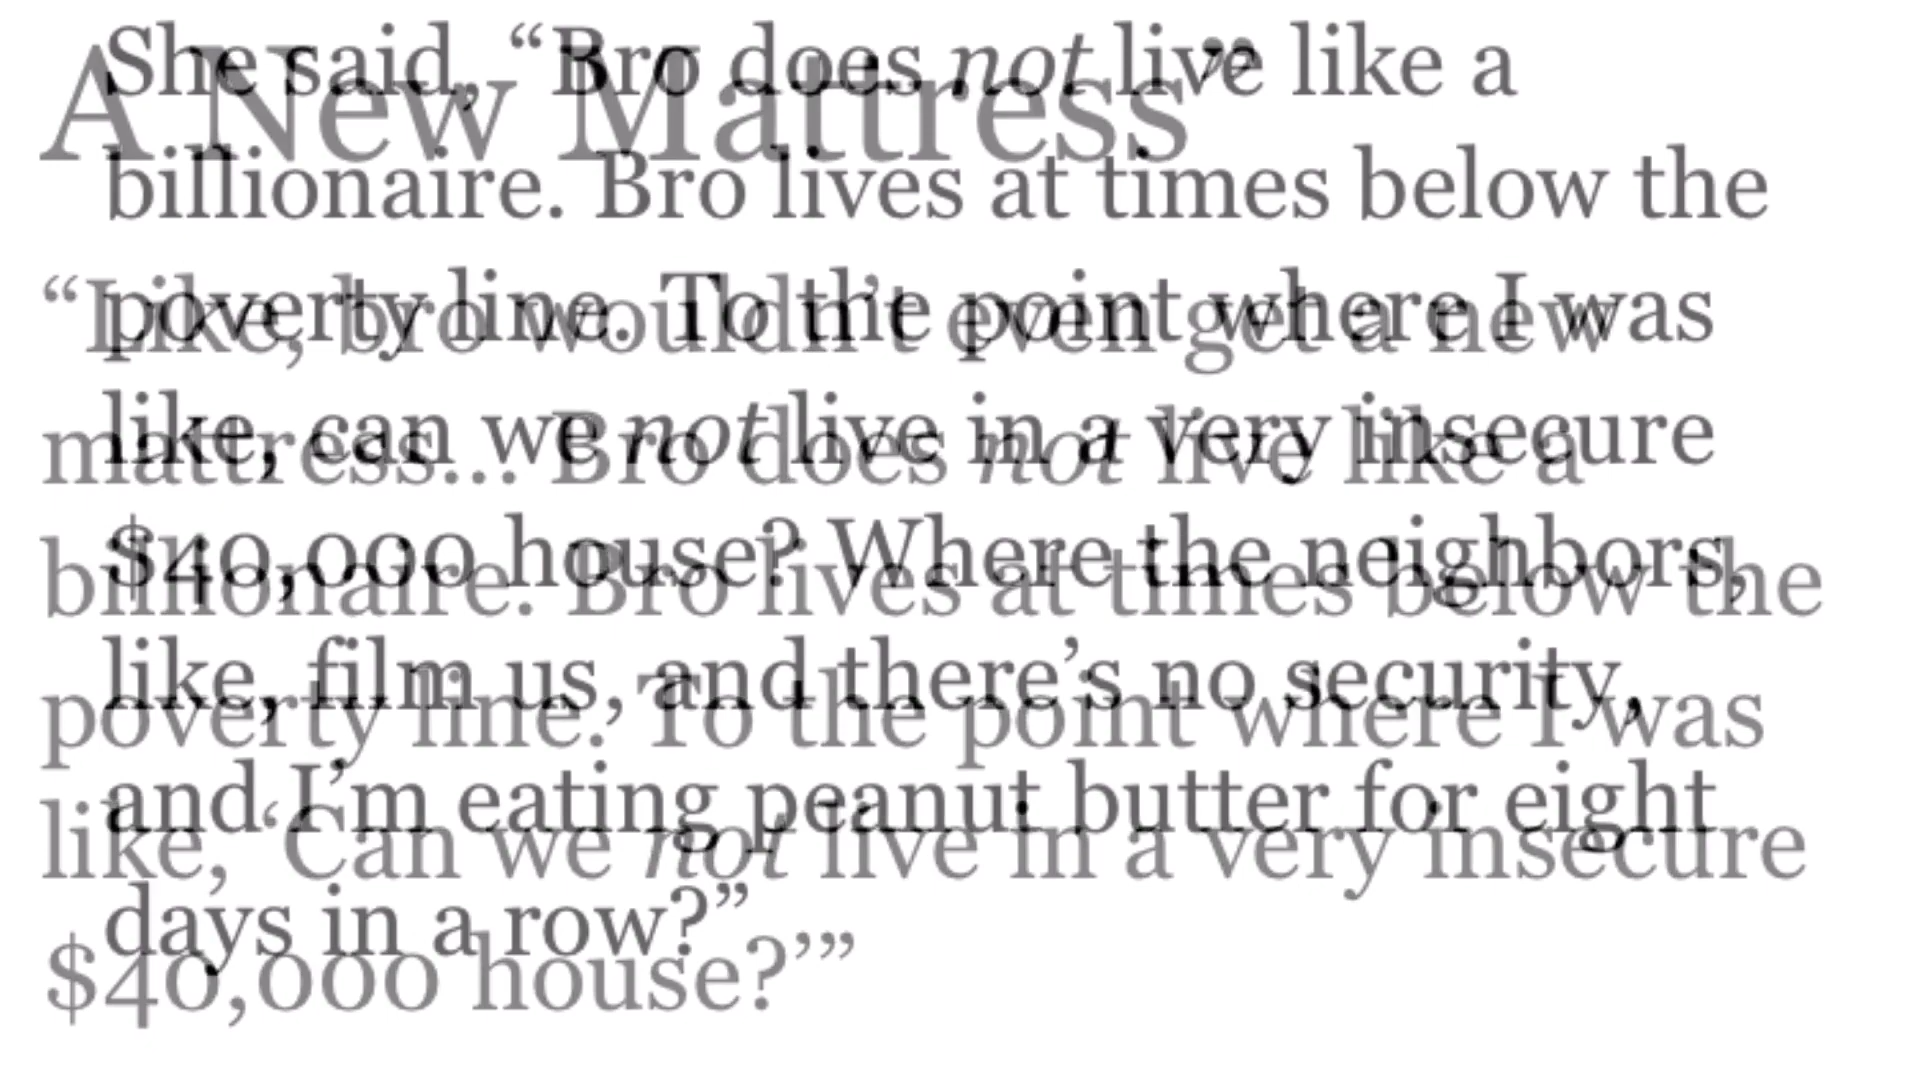 She said, “Bro does not live like a
billionaire. Bro lives at times below the
poverty line. To the point where I was
like, can we not live in a very insecure
$40,000 house? Where the neighbors,
like, film us, and there’s no security,
and I’m eating peanut butter for eight
days in a row?”
A New Mattress”
“Like, bro wouldn’t even get a new
mattress... Bro does not live like a
billionaire. Bro lives at times below the
poverty line. To the point where I was
like, ‘Can we not live in a very insecure
$40,000 house?’”